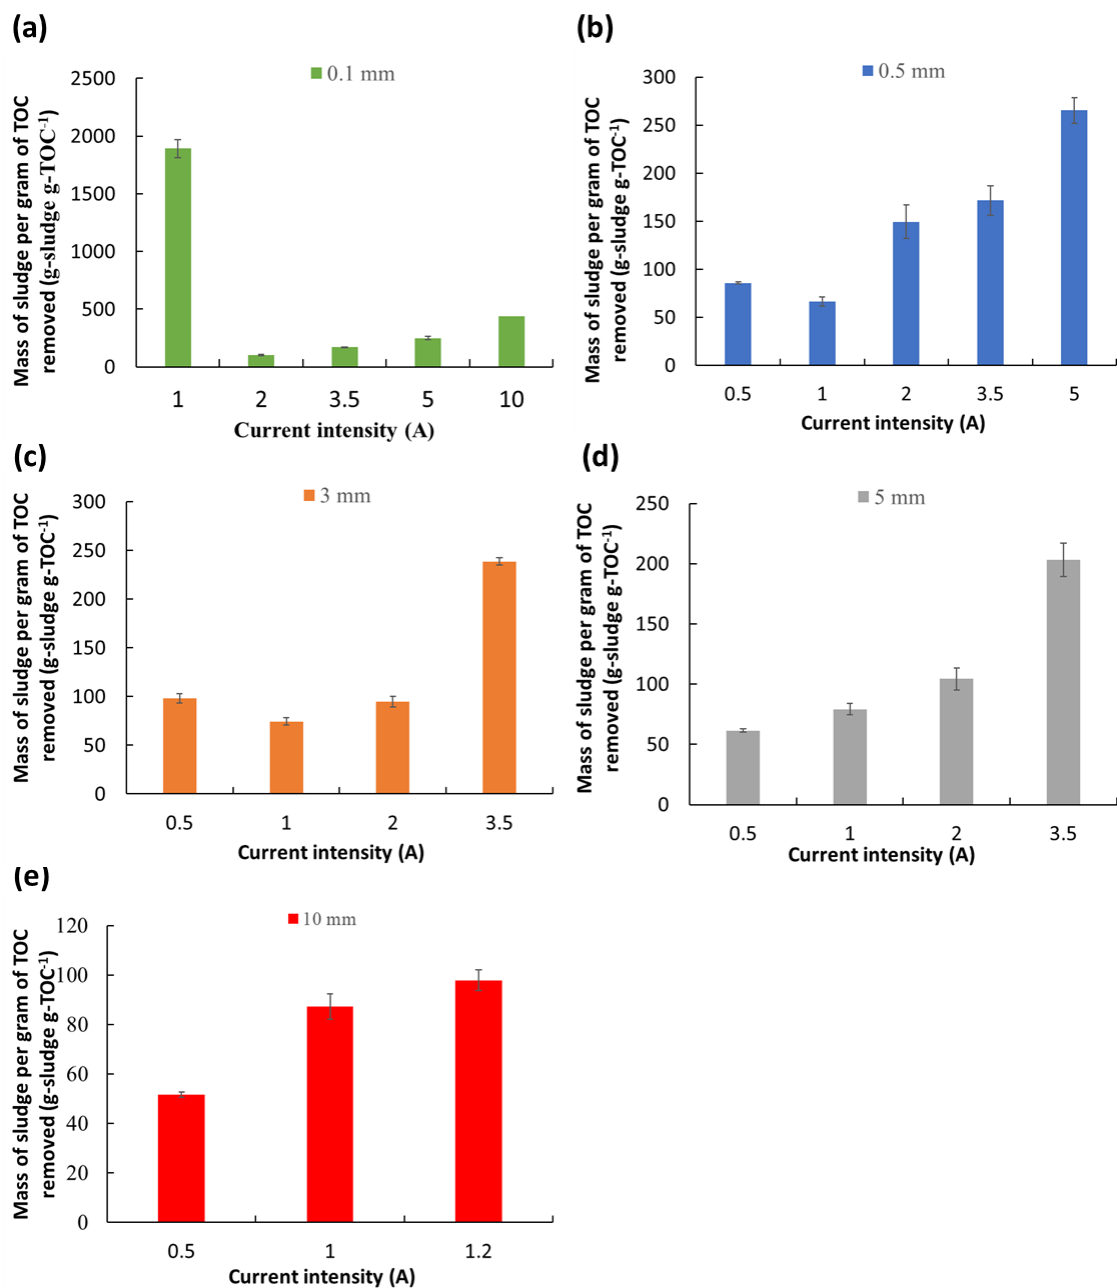 (a)
0.1 mm
Mass of sludge per gram of TOC
removed (g-sludge g-TOC⁻¹)
2500
2000
1500
1000
500
0
1 2 3.5 5 10
Current intensity (A)
(b)
0.5 mm
Mass of sludge per gram of TOC
removed (g-sludge g-TOC⁻¹)
300
250
200
150
100
50
0
0.5 1 2 3.5 5
Current intensity (A)
(c)
3 mm
Mass of sludge per gram of TOC
removed (g-sludge g-TOC⁻¹)
300
250
200
150
100
50
0
0.5 1 2 3.5
Current intensity (A)
(d)
5 mm
Mass of sludge per gram of TOC
removed (g-sludge g-TOC⁻¹)
250
200
150
100
50
0
0.5 1 2 3.5
Current intensity (A)
(e)
10 mm
Mass of sludge per gram of TOC
removed (g-sludge g-TOC⁻¹)
120
100
80
60
40
20
0
0.5 1 1.2
Current intensity (A)